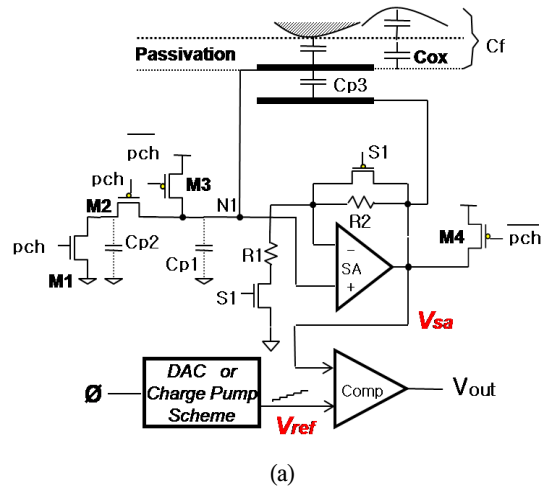 Passivation
Cox
Cf
Cp3
pch
pch
M3
S1
M2
N1
R2
M4
pch
pch
Cp2
Cp1
R1
−
SA
+
M1
S1
Vsa
DAC or
Charge Pump
Scheme
Ø
Vref
Comp
Vout
(a)